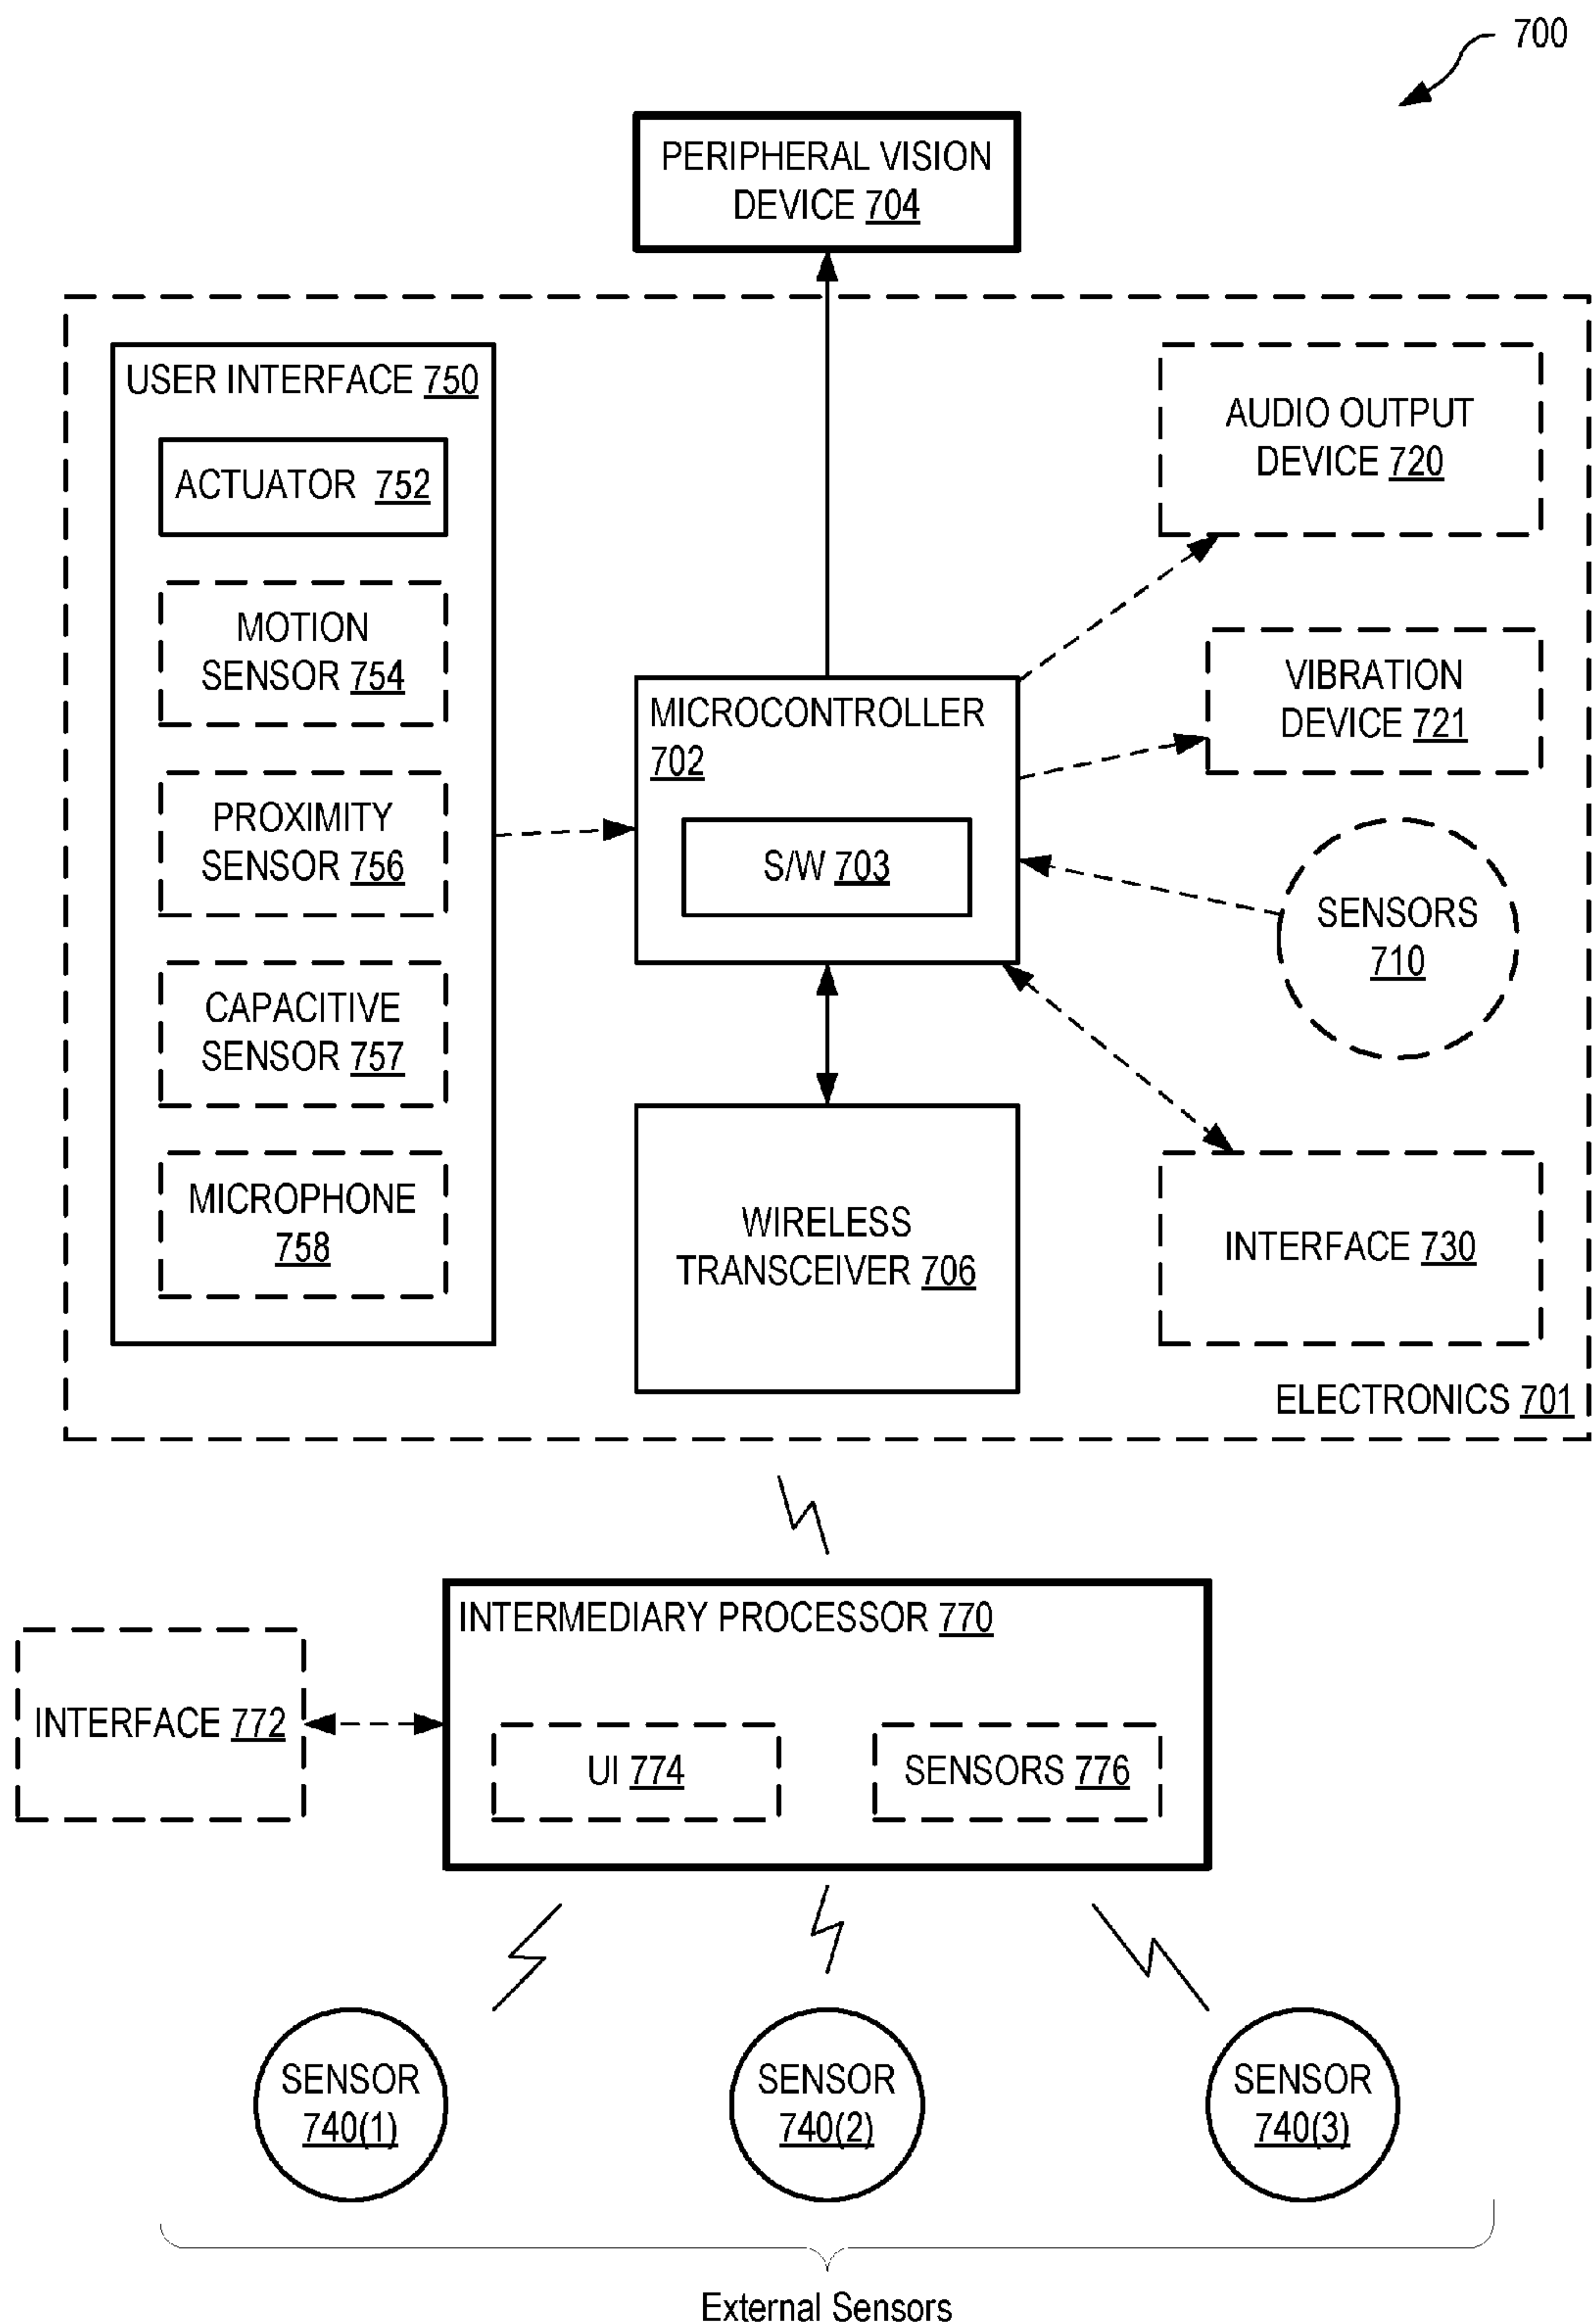 700
PERIPHERAL VISION
DEVICE 704
USER INTERFACE 750
ACTUATOR 752
MOTION
SENSOR 754
PROXIMITY
SENSOR 756
CAPACITIVE
SENSOR 757
MICROPHONE
758
MICROCONTROLLER
702
S/W 703
WIRELESS
TRANSCEIVER 706
AUDIO OUTPUT
DEVICE 720
VIBRATION
DEVICE 721
SENSORS
710
INTERFACE 730
ELECTRONICS 701
INTERMEDIARY PROCESSOR 770
INTERFACE 772
UI 774
SENSORS 776
SENSOR
740(1)
SENSOR
740(2)
SENSOR
740(3)
External Sensors